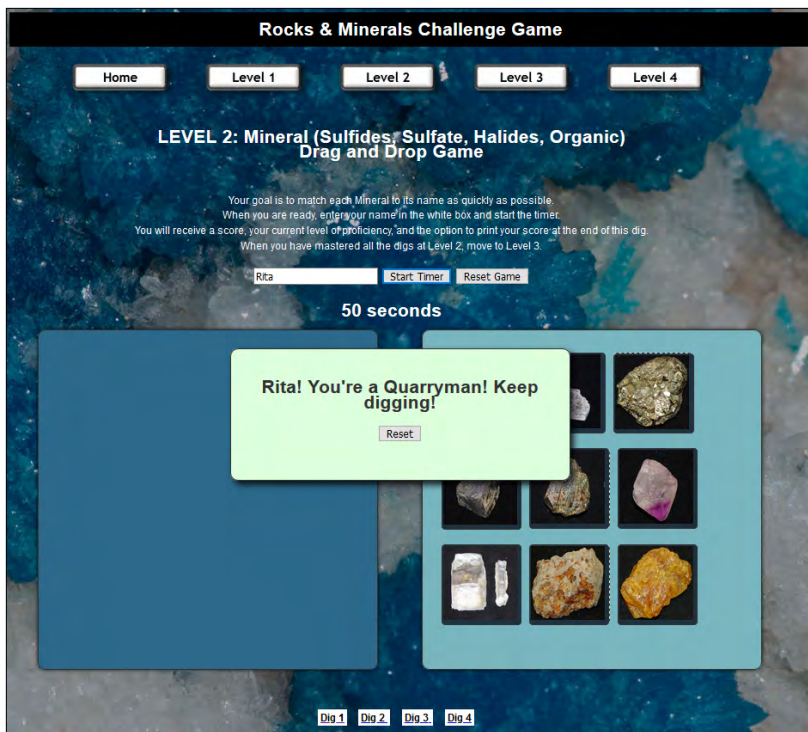 Rocks & Minerals Challenge Game
Home Level 1 Level 2 Level 3 Level 4
LEVEL 2: Mineral (Sulfides, Sulfate, Halides, Organic)
Drag and Drop Game
Your goal is to match each Mineral to its name as quickly as possible.
When you are ready, enter your name in the white box and start the timer.
You will receive a score, your current level of proficiency, and the option to print your score at the end of this dig.
When you have mastered all the digs at Level 2, move to Level 3.
Rita Start Timer Reset Game
50 seconds
Rita! You're a Quarryman! Keep
digging!
Reset
Dig 1 Dig 2 Dig 3 Dig 4